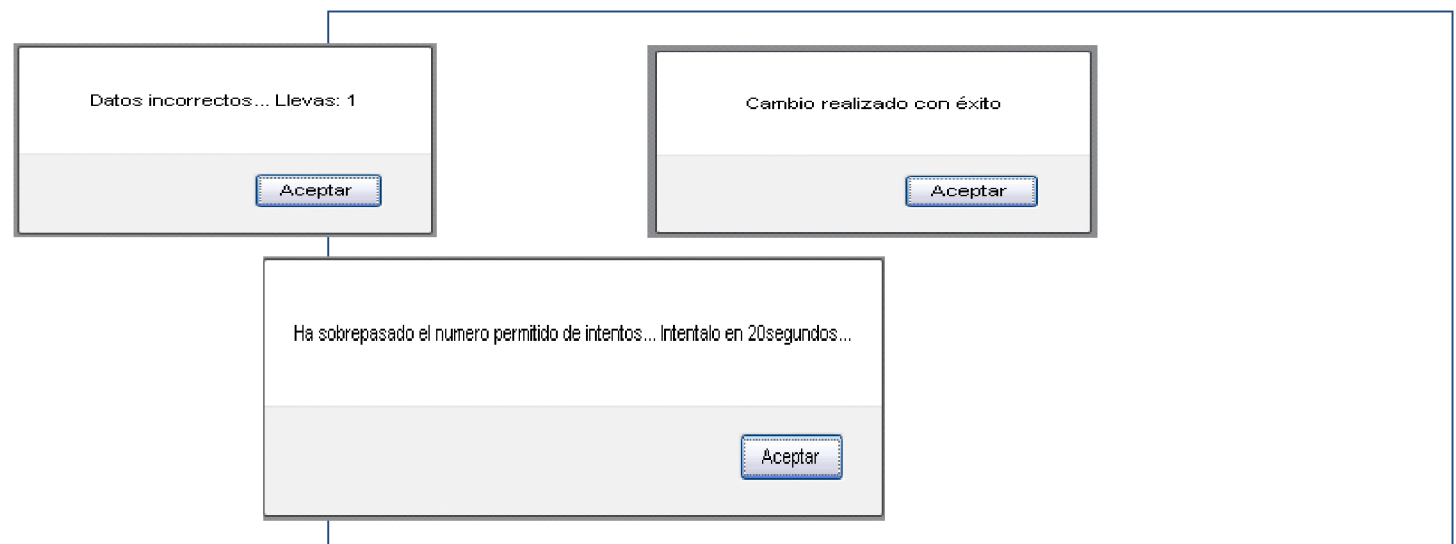 Datos incorrectos... Llevas: 1
Aceptar
Cambio realizado con éxito
Aceptar
Ha sobrepasado el numero permitido de intentos... Intentalo en 20segundos...
Aceptar